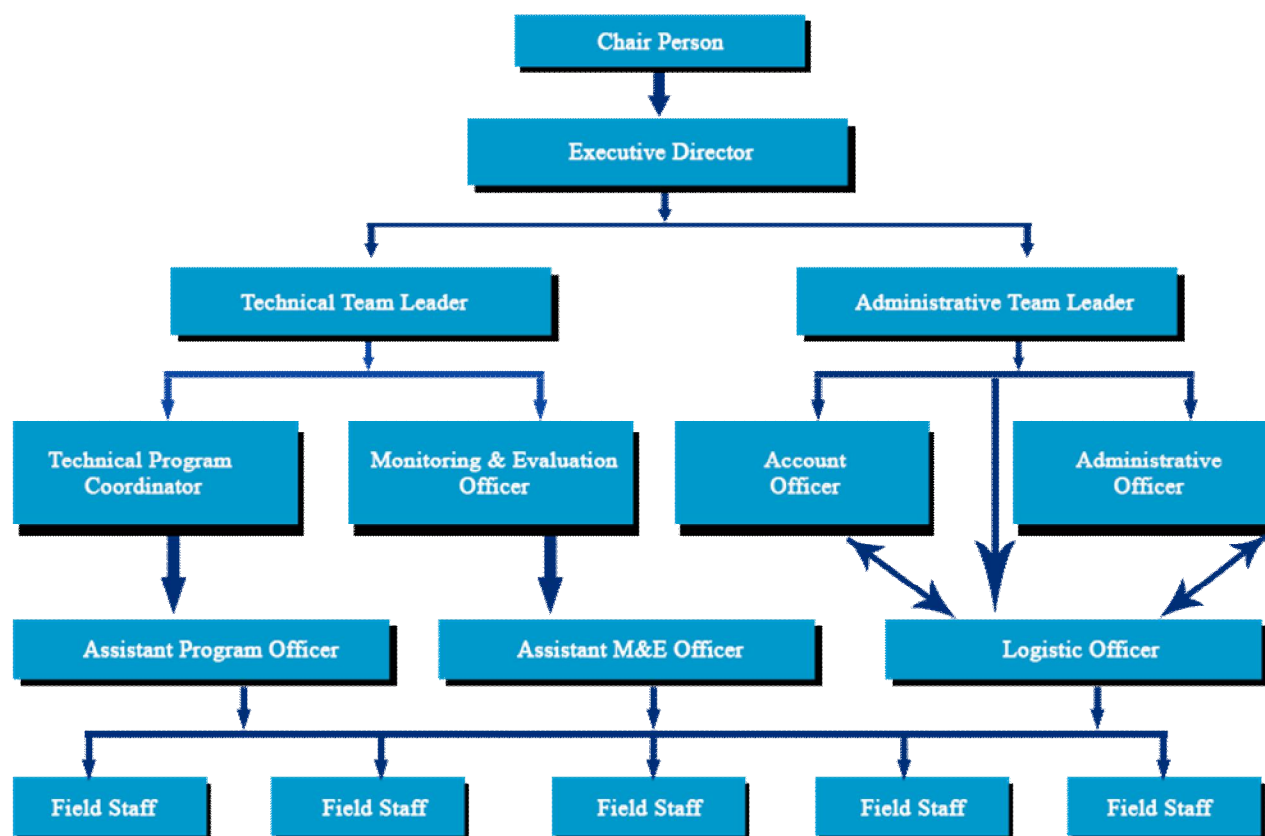 Chair Person
Executive Director
Technical Team Leader
Administrative Team Leader
Technical Program
Coordinator
Monitoring & Evaluation
Officer
Account
Officer
Administrative
Officer
Assistant Program Officer
Assistant M&E Officer
Logistic Officer
Field Staff
Field Staff
Field Staff
Field Staff
Field Staff